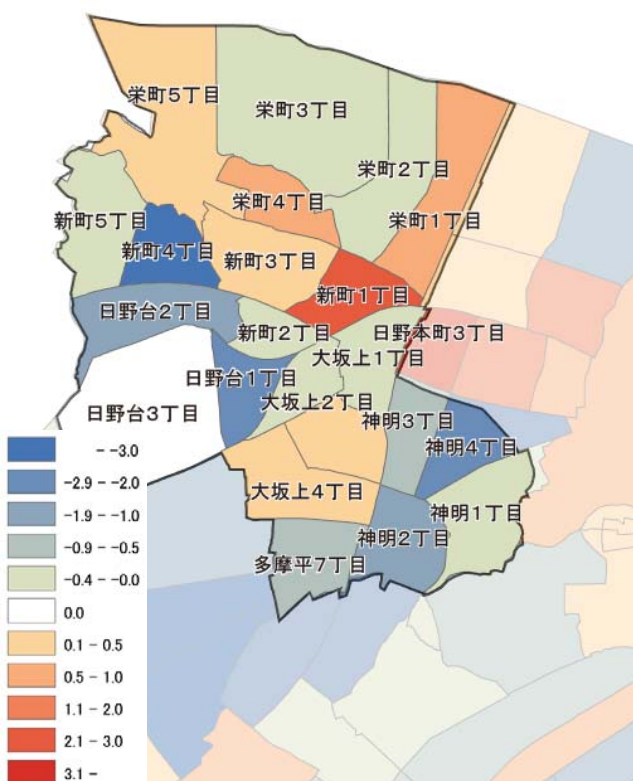 栄町5丁目
栄町3丁目
栄町2丁目
栄町4丁目
栄町1丁目
新町5丁目
新町4丁目
新町3丁目
新町1丁目
日野台2丁目
新町2丁目
日野本町3丁目
大坂上1丁目
日野台1丁目
大坂上2丁目
日野台3丁目
神明3丁目
神明4丁目
大坂上4丁目
神明1丁目
神明2丁目
多摩平7丁目
- -3.0
-2.9 - -2.0
-1.9 - -1.0
-0.9 - -0.5
-0.4 - -0.0
0.0
0.1 - 0.5
0.5 - 1.0
1.1 - 2.0
2.1 - 3.0
3.1 -